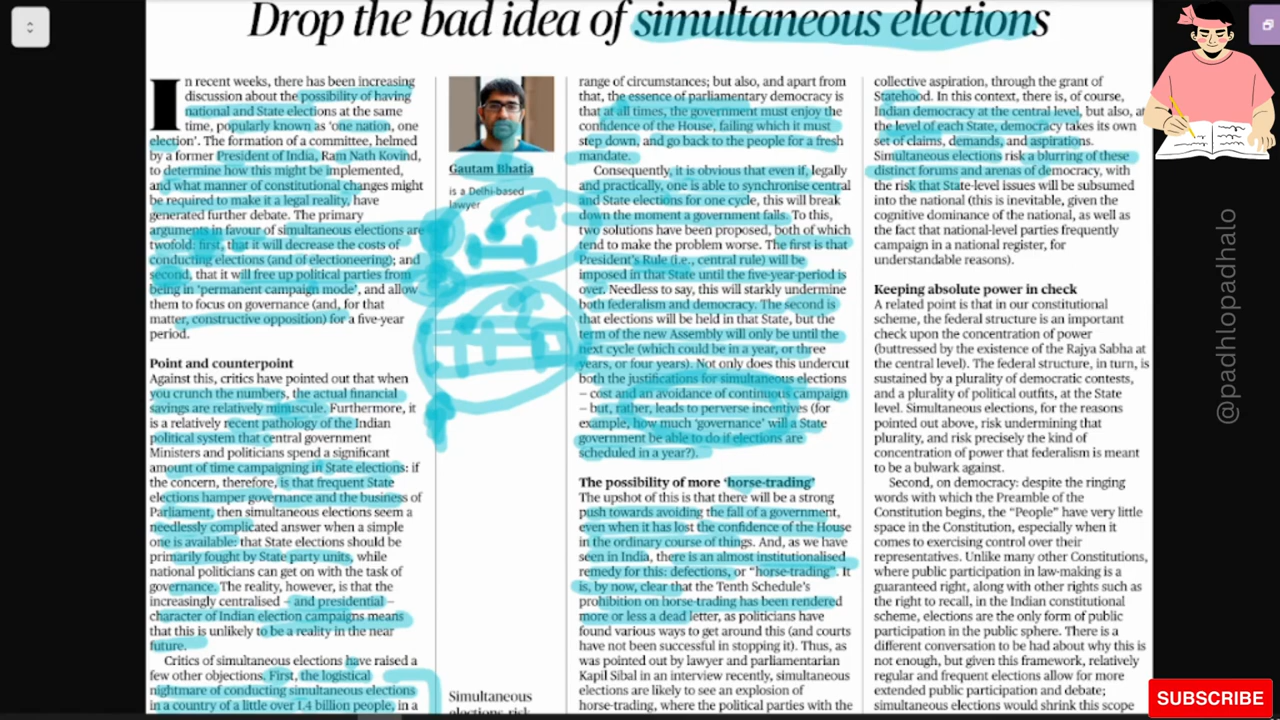 Drop the bad idea of simultaneous elections
In recent weeks, there has been increasing
discussion about the possibility of having
national and State elections at the same
time, popularly known as ‘one nation, one
election’. The formation of a committee, helmed
by a former President of India, Ram Nath Kovind,
to determine how this might be implemented,
and what manner of constitutional changes might
be required to make it a legal reality, have
generated further debate. The primary
arguments in favour of simultaneous elections are
twofold: first, that it will decrease the costs of
conducting elections (and of electioneering); and
second, that it will free up political parties from
being in ‘permanent campaign mode’, and allow
them to focus on governance (and, for that
matter, constructive opposition) for a five-year
period.
Point and counterpoint
Against this, critics have pointed out that when
you crunch the numbers, the actual financial
savings are relatively minuscule. Furthermore, it
is a relatively recent pathology of the Indian
political system that central government
Ministers and politicians spend a significant
amount of time campaigning in State elections: if
the concern, therefore, is that frequent State
elections hamper governance and the business of
Parliament, then simultaneous elections seem a
needlessly complicated answer when a simple
one is available: that State elections should be
primarily fought by State party units, while
national politicians can get on with the task of
governance. The reality, however, is that the
increasingly centralised – and presidential –
character of Indian election campaigns means
that this is unlikely to be a reality in the near
future.
Critics of simultaneous elections have raised a
few other objections. First, the logistical
nightmare of conducting simultaneous elections
in a country of a little over 1.4 billion people, in a
Gautam Bhatia
is a Delhi-based
lawyer
Simultaneous
elections risk
range of circumstances; but also, and apart from
that, the essence of parliamentary democracy is
that at all times, the government must enjoy the
confidence of the House, failing which it must
step down, and go back to the people for a fresh
mandate.
Consequently, it is obvious that even if, legally
and practically, one is able to synchronise central
and State elections for one cycle, this will break
down the moment a government falls. To this,
two solutions have been proposed, both of which
tend to make the problem worse. The first is that
President’s Rule (i.e., central rule) will be
imposed in that State until the five-year-period is
over. Needless to say, this will starkly undermine
both federalism and democracy. The second is
that elections will be held in that State, but the
term of the new Assembly will only be until the
next cycle (which could be in a year, or three
years, or four years). Not only does this undercut
both the justifications for simultaneous elections
– cost and an avoidance of continuous campaign
– but, rather, leads to perverse incentives (for
example, how much ‘governance’ will a State
government be able to do if elections are
scheduled in a year?).
The possibility of more ‘horse-trading’
The upshot of this is that there will be a strong
push towards avoiding the fall of a government,
even when it has lost the confidence of the House
in the ordinary course of things. And, as we have
seen in India, there is an almost institutionalised
remedy for this: defections, or “horse-trading”. It
is, by now, clear that the Tenth Schedule’s
prohibition on horse-trading has been rendered
more or less a dead letter, as politicians have
found various ways to get around this (and courts
have not been successful in stopping it). Thus, as
was pointed out by lawyer and parliamentarian
Kapil Sibal in an interview recently, simultaneous
elections are likely to see an explosion of
horse-trading, where the political parties with the
collective aspiration, through the grant of
Statehood. In this context, there is, of course,
Indian democracy at the central level, but also, at
the level of each State, democracy takes its own
set of claims, demands, and aspirations.
Simultaneous elections risk a blurring of these
distinct forums and arenas of democracy, with
the risk that State-level issues will be subsumed
into the national (this is inevitable, given the
cognitive dominance of the national, as well as
the fact that national-level parties frequently
campaign in a national register, for
understandable reasons).
Keeping absolute power in check
A related point is that in our constitutional
scheme, the federal structure is an important
check upon the concentration of power
(buttressed by the existence of the Rajya Sabha at
the central level). The federal structure, in turn, is
sustained by a plurality of democratic contests,
and a plurality of political outfits, at the State
level. Simultaneous elections, for the reasons
pointed out above, risk undermining that
plurality, and risk precisely the kind of
concentration of power that federalism is meant
to be a bulwark against.
Second, on democracy: despite the ringing
words with which the Preamble of the
Constitution begins, the “People” have very little
space in the Constitution, especially when it
comes to exercising control over their
representatives. Unlike many other Constitutions,
where public participation in law-making is a
guaranteed right, along with other rights such as
the right to recall, in the Indian constitutional
scheme, elections are the only form of public
participation in the public sphere. There is a
different conversation to be had about why this is
not enough, but given this framework, relatively
regular and frequent elections allow for more
extended public participation and debate;
simultaneous elections would shrink this scope
@padhlopadhalo
SUBSCRIBE